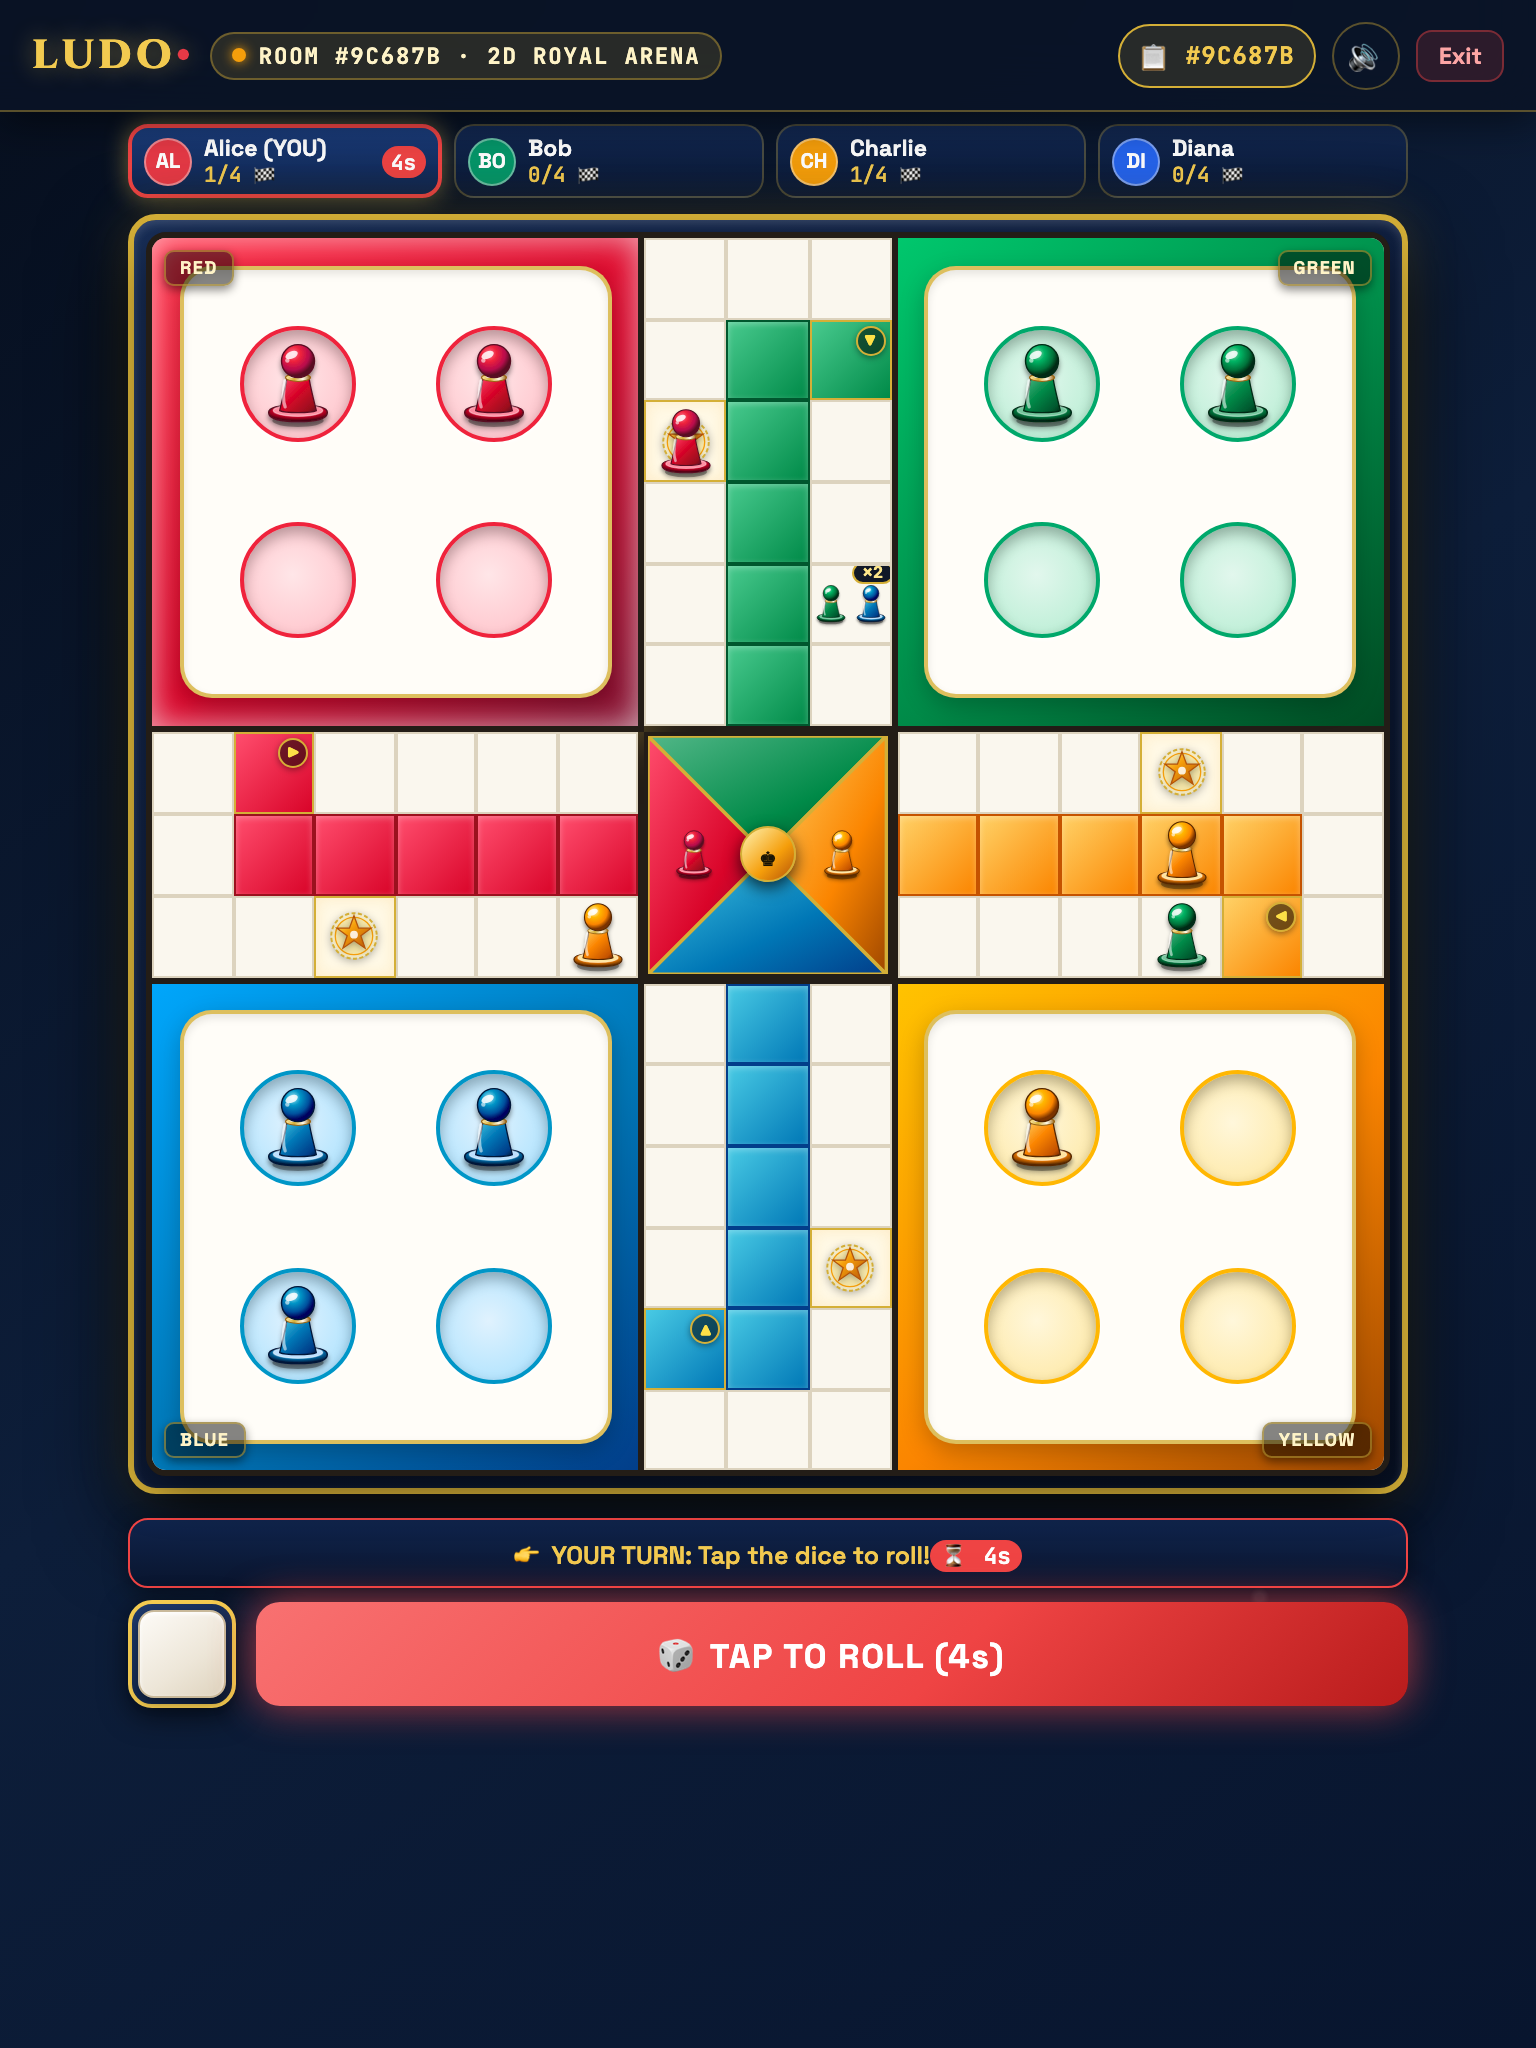 LUDO
ROOM #9C687B · 2D ROYAL ARENA
#9C687B
Exit
AL
Alice (YOU)
1/4
4s
BO
Bob
0/4
CH
Charlie
1/4
DI
Diana
0/4
RED
GREEN
×2
BLUE
YELLOW
YOUR TURN: Tap the dice to roll! 4s
TAP TO ROLL (4s)